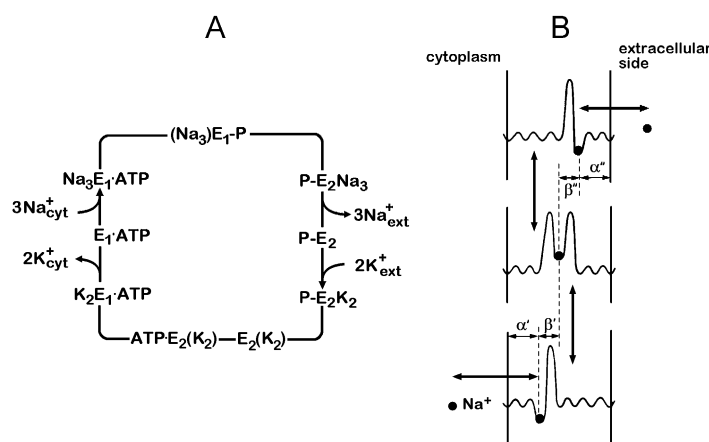 A
(Na3)E1-P
Na3E1·ATP
P-E2Na3
3Na+cyt
3Na+ext
E1·ATP
P-E2
2K+cyt
2K+ext
K2E1·ATP
P-E2K2
ATP·E2(K2)
E2(K2)
B
cytoplasm
extracellular
side
α"
β"
α'
β'
Na+